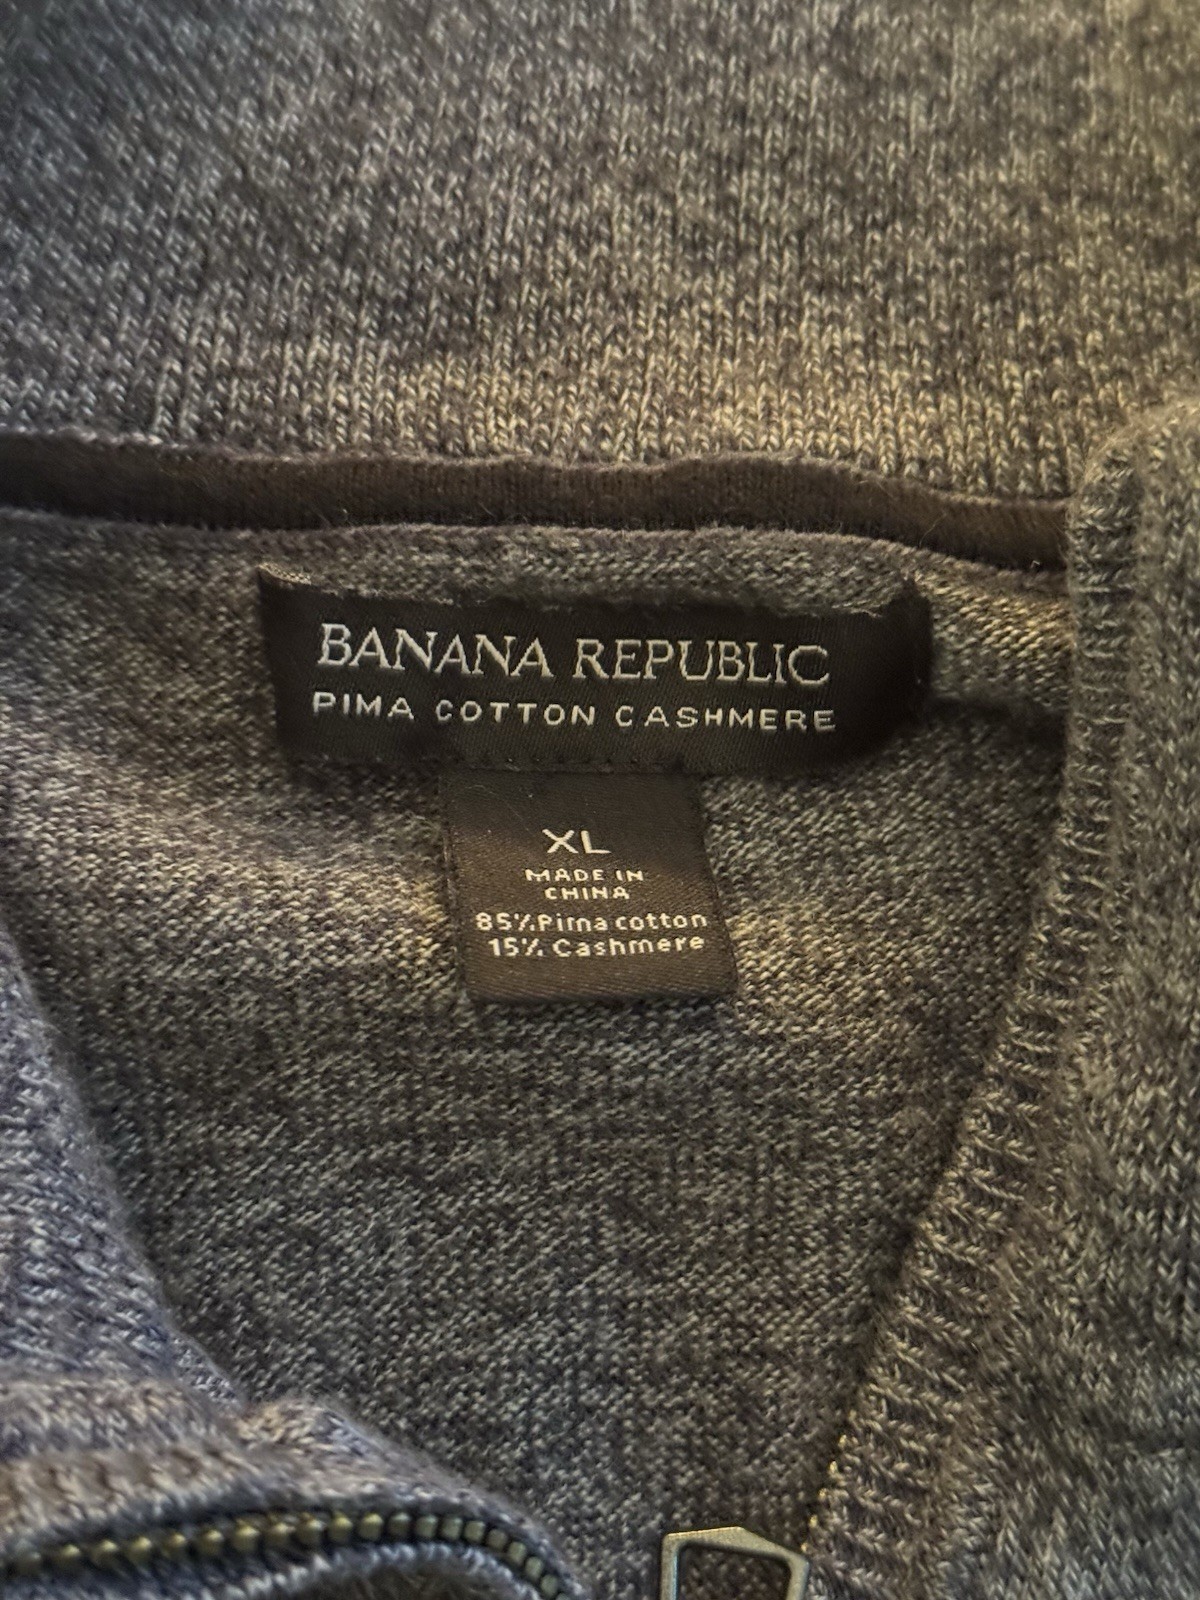 BANANA REPUBLIC
PIMA COTTON CASHMERE
XL
MADE IN
CHINA
85% Pima cotton
15% Cashmere